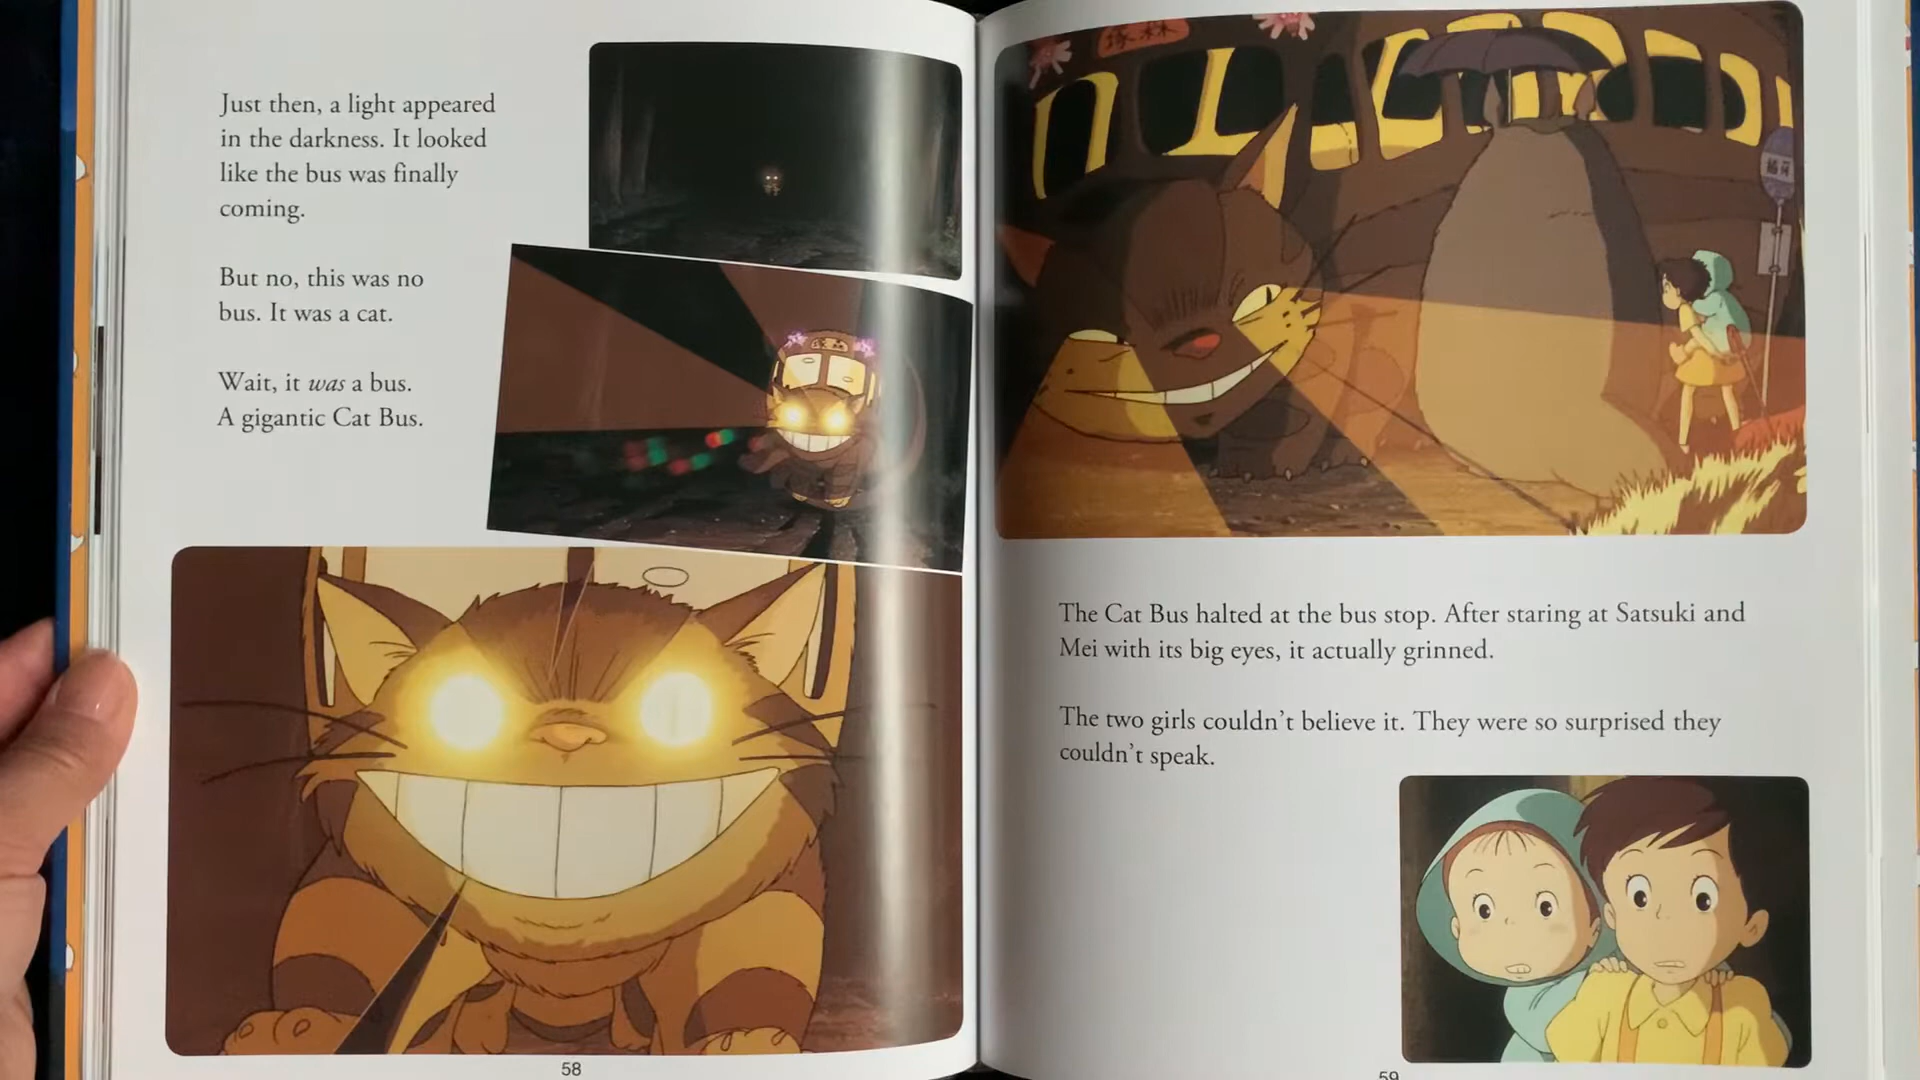 Just then, a light appeared
in the darkness. It looked
like the bus was finally
coming.
But no, this was no
bus. It was a cat.
Wait, it was a bus.
A gigantic Cat Bus.
58
The Cat Bus halted at the bus stop. After staring at Satsuki and
Mei with its big eyes, it actually grinned.
The two girls couldn't believe it. They were so surprised they
couldn't speak.
59